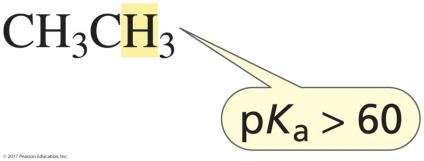 CH₃CH₃
pKₐ > 60
© 2017 Pearson Education, Inc.